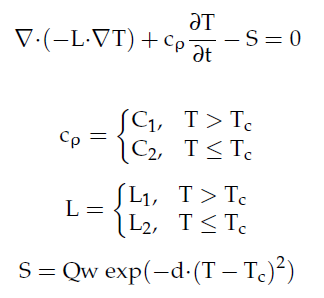 ∇·(−L·∇T) + cρ ∂T/∂t − S = 0
cρ = { C₁, T > Tc
C₂, T ≤ Tc
L = { L₁, T > Tc
L₂, T ≤ Tc
S = Qw exp(−d·(T − Tc)²)